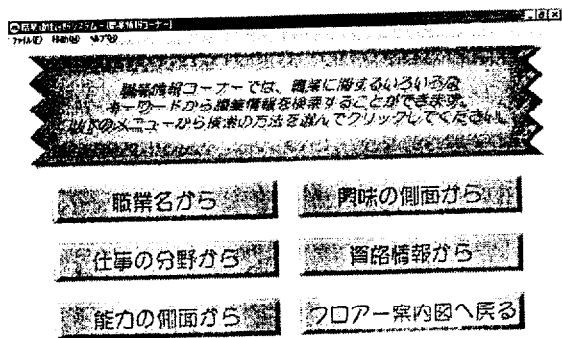 職業情報コーナーでは、職業に関するいろいろな
キーワードから職業情報を検索することができます。
以下のメニューから検索の方法を選んでクリックしてください。
職業名から
興味の側面から
仕事の分野から
資格情報から
能力の側面から
フロアー案内図へ戻る